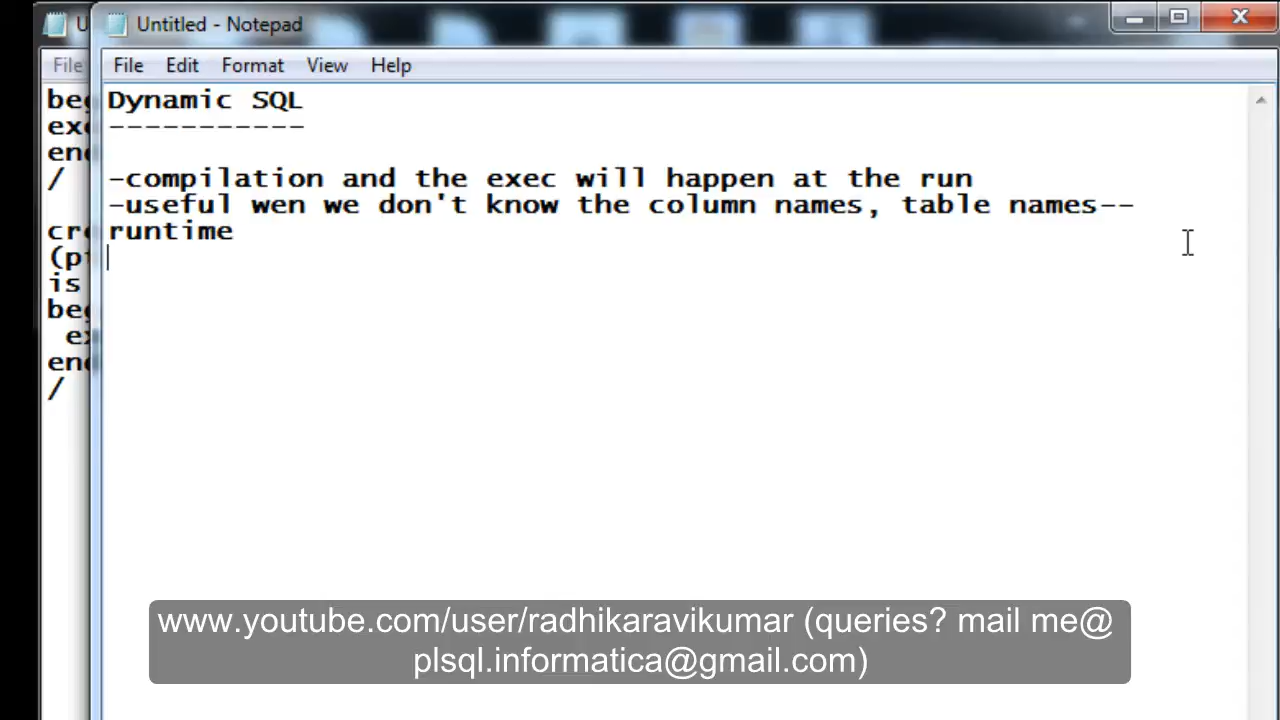 U
Untitled - Notepad
File
File Edit Format View Help
Dynamic SQL
-----------
-compilation and the exec will happen at the run
-useful wen we don't know the column names, table names--
runtime
/
(p
is
/
www.youtube.com/user/radhikaravikumar (queries? mail me@
plsql.informatica@gmail.com)